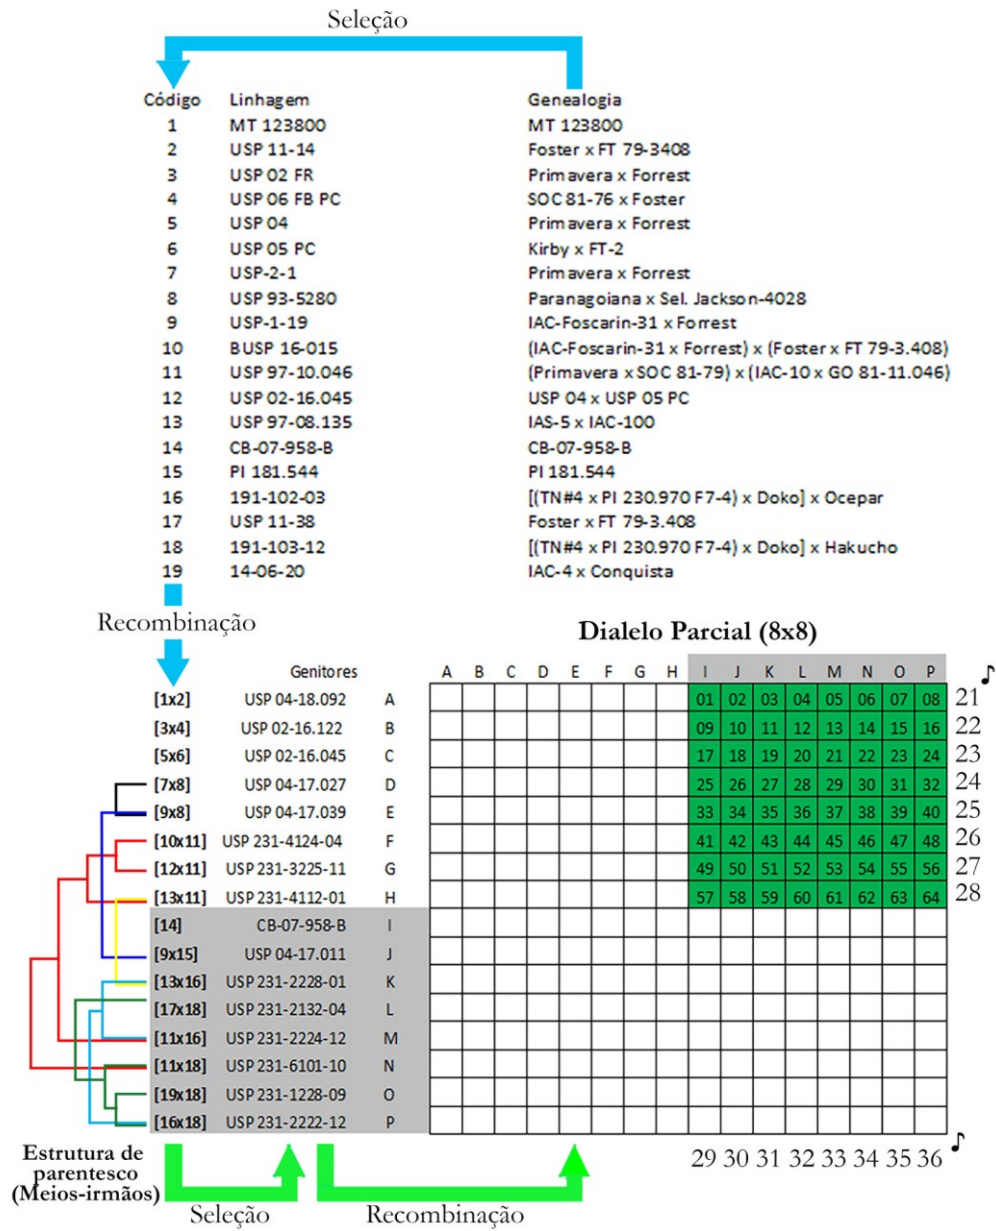 Seleção
Código Linhagem Genealogia
1 MT 123800 MT 123800
2 USP 11-14 Foster x FT 79-3408
3 USP 02 FR Primavera x Forrest
4 USP 06 FB PC SOC 81-76 x Foster
5 USP 04 Primavera x Forrest
6 USP 05 PC Kirby x FT-2
7 USP-2-1 Primavera x Forrest
8 USP 93-5280 Paranagoiana x Sel. Jackson-4028
9 USP-1-19 IAC-Foscarin-31 x Forrest
10 BUSP 16-015 (IAC-Foscarin-31 x Forrest) x (Foster x FT 79-3.408)
11 USP 97-10.046 (Primavera x SOC 81-79) x (IAC-10 x GO 81-11.046)
12 USP 02-16.045 USP 04 x USP 05 PC
13 USP 97-08.135 IAS-5 x IAC-100
14 CB-07-958-B CB-07-958-B
15 PI 181.544 PI 181.544
16 191-102-03 [(TN#4 x PI 230.970 F7-4) x Doko] x Ocepar
17 USP 11-38 Foster x FT 79-3.408
18 191-103-12 [(TN#4 x PI 230.970 F7-4) x Doko] x Hakucho
19 14-06-20 IAC-4 x Conquista
Recombinação
Dialelo Parcial (8x8)
Genitores A B C D E F G H I J K L M N O P
[1x2] USP 04-18.092 A 01 02 03 04 05 06 07 08 21
[3x4] USP 02-16.122 B 09 10 11 12 13 14 15 16 22
[5x6] USP 02-16.045 C 17 18 19 20 21 22 23 24 23
[7x8] USP 04-17.027 D 25 26 27 28 29 30 31 32 24
[9x8] USP 04-17.039 E 33 34 35 36 37 38 39 40 25
[10x11] USP 231-4124-04 F 41 42 43 44 45 46 47 48 26
[12x11] USP 231-3225-11 G 49 50 51 52 53 54 55 56 27
[13x11] USP 231-4112-01 H 57 58 59 60 61 62 63 64 28
[14] CB-07-958-B I
[9x15] USP 04-17.011 J
[13x16] USP 231-2228-01 K
[17x18] USP 231-2132-04 L
[11x16] USP 231-2224-12 M
[11x18] USP 231-6101-10 N
[19x18] USP 231-1228-09 O
[16x18] USP 231-2222-12 P
29 30 31 32 33 34 35 36
Estrutura de
parentesco
(Meios-irmãos)
Seleção Recombinação